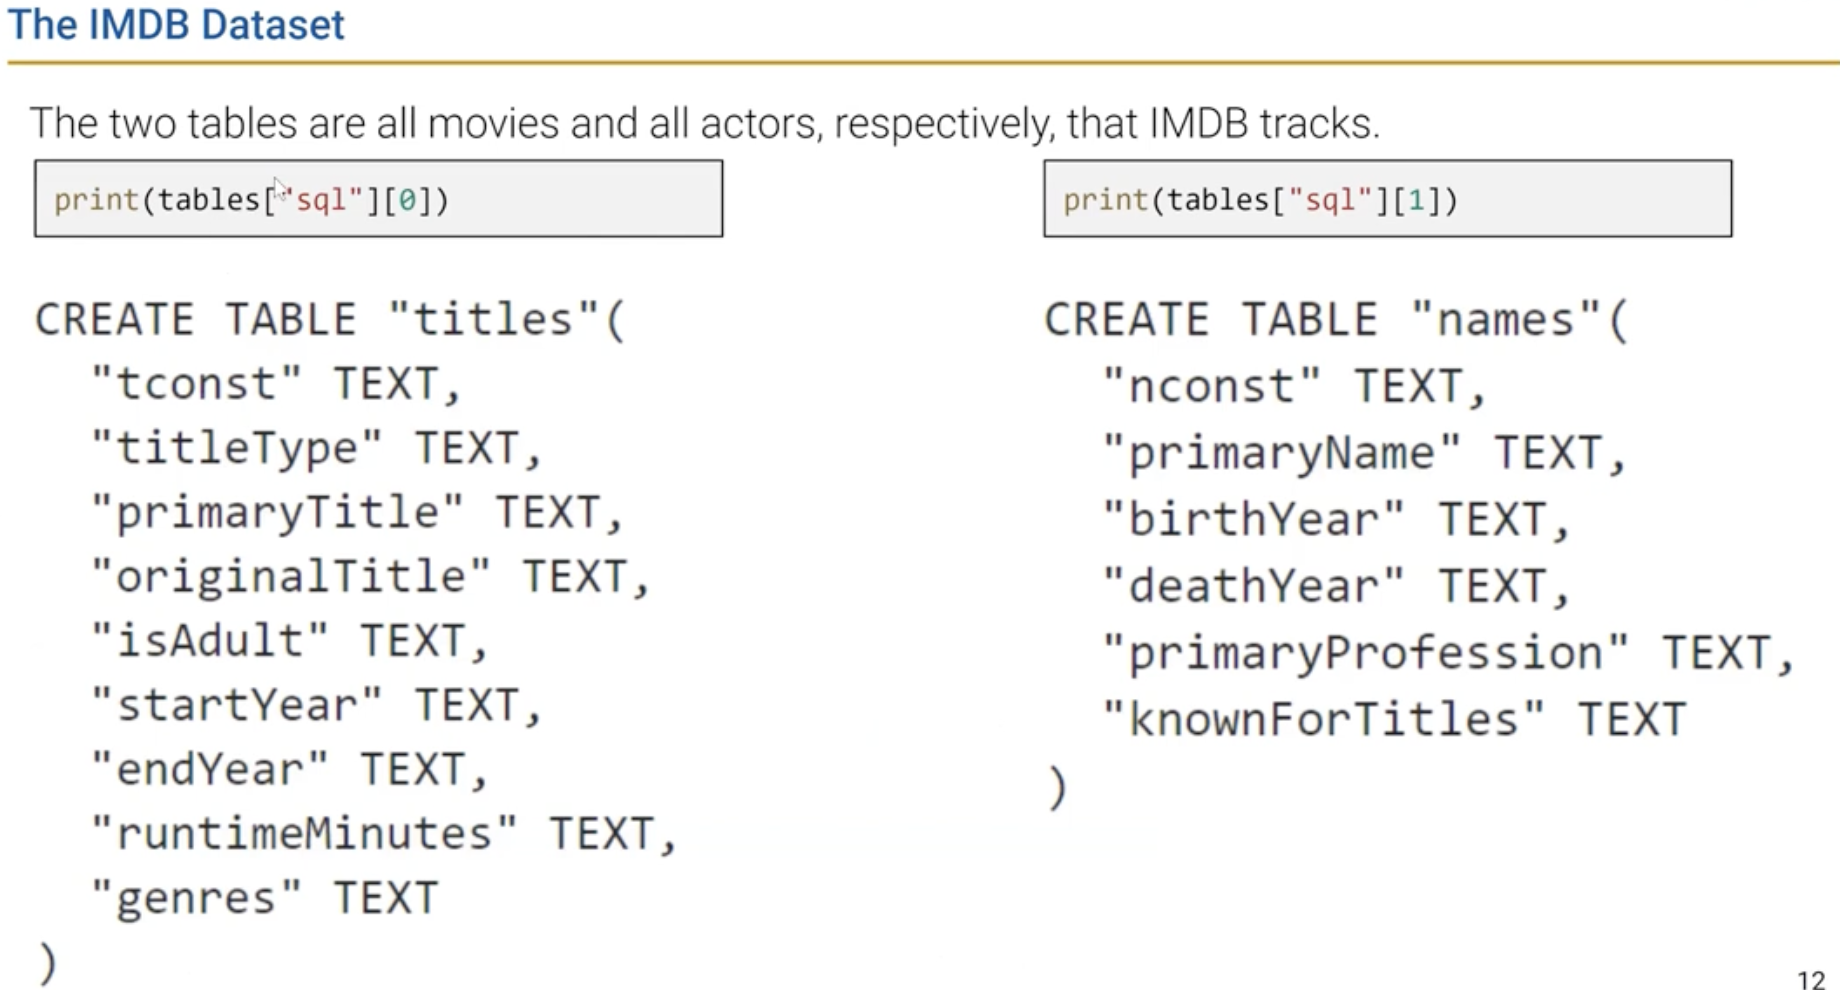 The IMDB Dataset
The two tables are all movies and all actors, respectively, that IMDB tracks.
print(tables["sql"][0])
CREATE TABLE "titles"(
"tconst" TEXT,
"titleType" TEXT,
"primaryTitle" TEXT,
"originalTitle" TEXT,
"isAdult" TEXT,
"startYear" TEXT,
"endYear" TEXT,
"runtimeMinutes" TEXT,
"genres" TEXT
)
print(tables["sql"][1])
CREATE TABLE "names"(
"nconst" TEXT,
"primaryName" TEXT,
"birthYear" TEXT,
"deathYear" TEXT,
"primaryProfession" TEXT,
"knownForTitles" TEXT
)
12